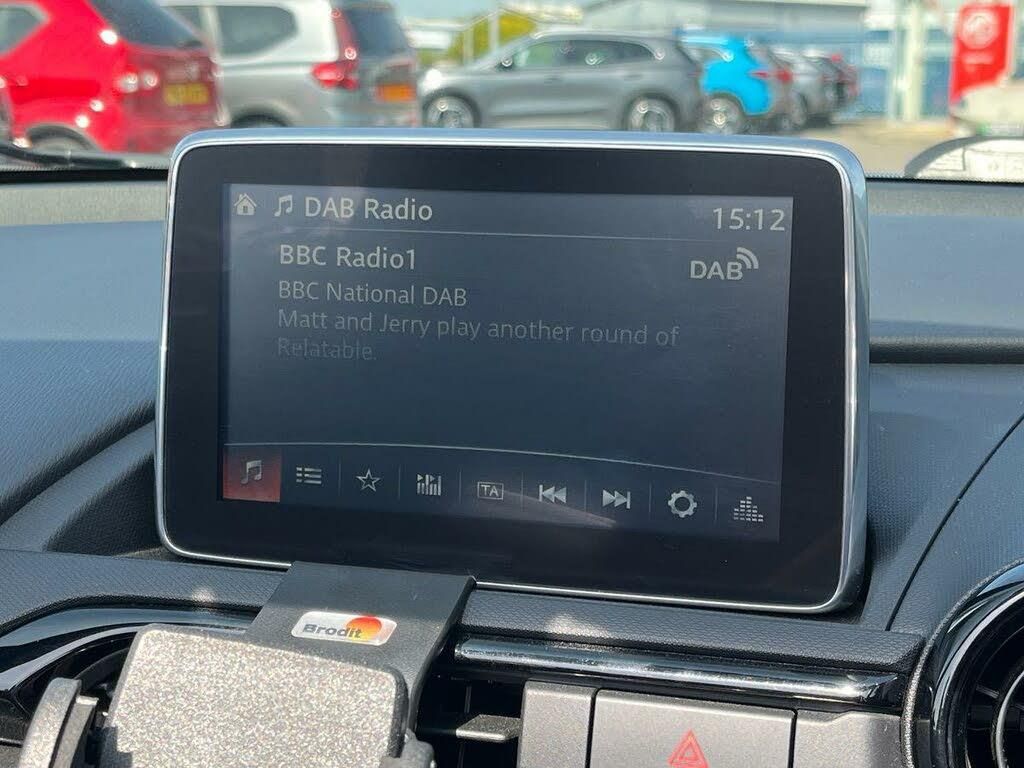 DAB Radio
15:12
BBC Radio1
DAB
BBC National DAB
Matt and Jerry play another round of
Relatable.
TA
Brodit